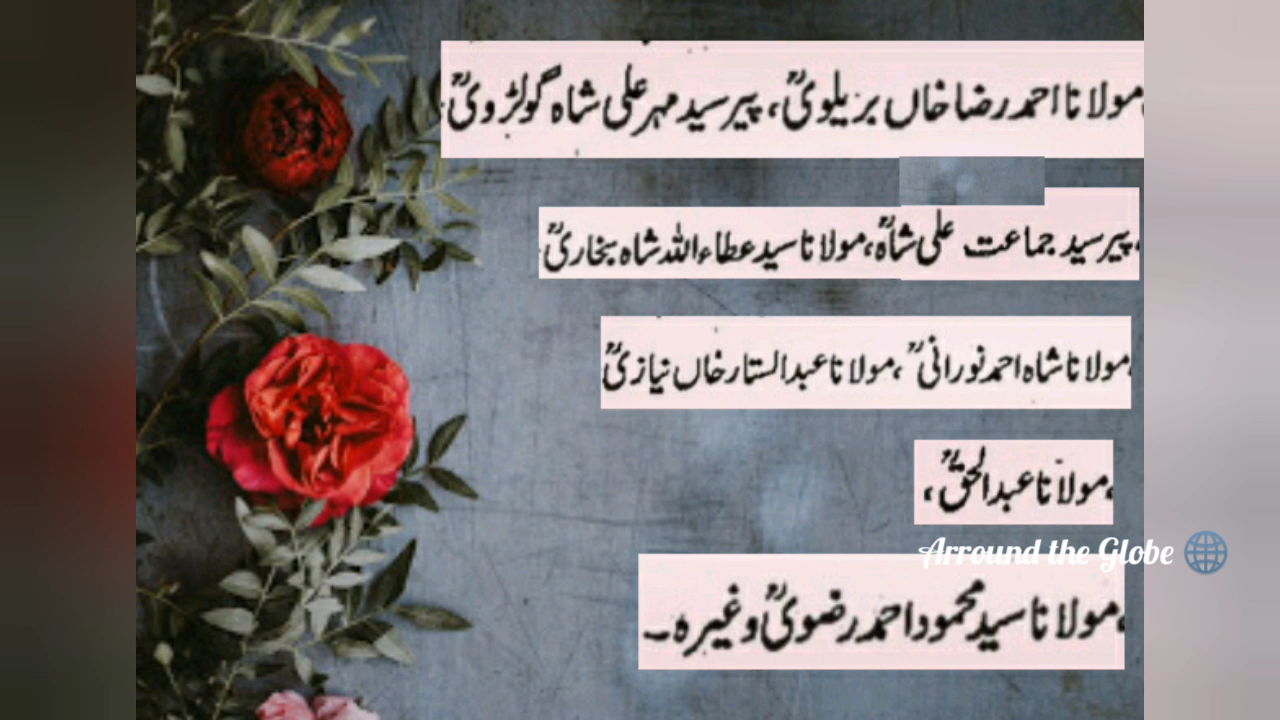 مولانا احمد رضا خاں بریلویؒ، پیر سید مہر علی شاہ گولڑویؒ
، پیر سید جماعت علی شاہؒ، مولانا سید عطاء اللہ شاہ بخاریؒ
، مولانا شاہ احمد نورانیؒ، مولانا عبدالستار خاں نیازیؒ
، مولانا عبدالحقؒ،
Arround the Globe
، مولانا سید محمود احمد رضویؒ وغیرہ۔